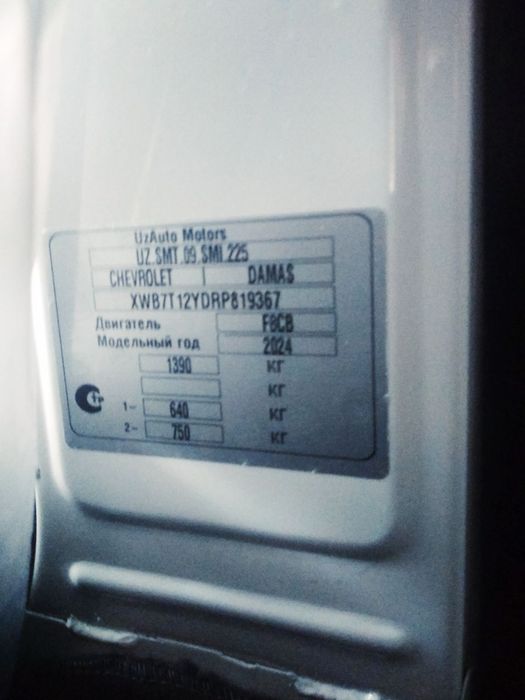 UzAuto Motors
UZ.SMT.09.SMI.225
CHEVROLET DAMAS
XWB7T12YDRP819367
Двигатель F8CB
Модельный год 2024
1390 КГ
КГ
1- 640 КГ
2- 750 КГ